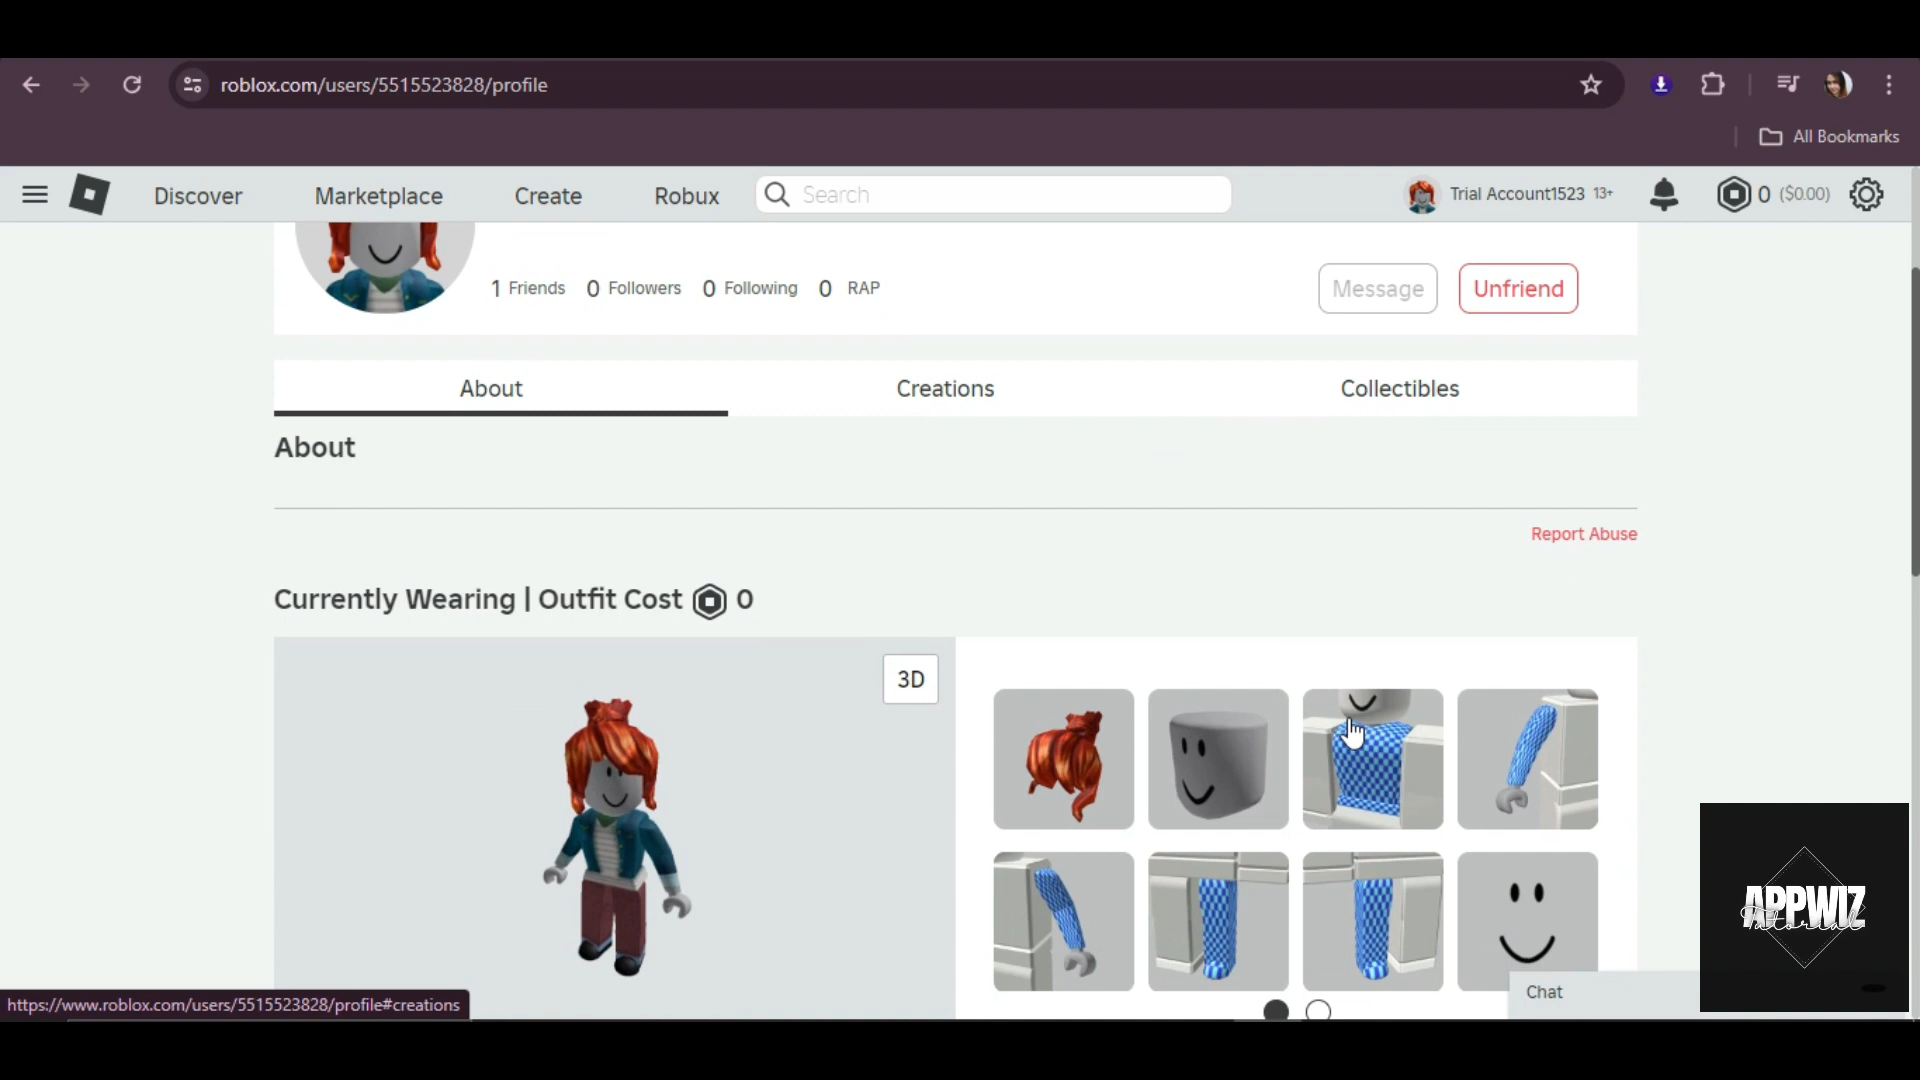 roblox.com/users/5515523828/profile
All Bookmarks
Discover
Marketplace
Create
Robux
Search
Trial Account1523 13+
0 ($0.00)
1 Friends
0 Followers
0 Following
0 RAP
Message
Unfriend
About
Creations
Collectibles
About
Report Abuse
Currently Wearing | Outfit Cost 0
3D
Chat
APPWIZ
Tutorial
https://www.roblox.com/users/5515523828/profile#creations